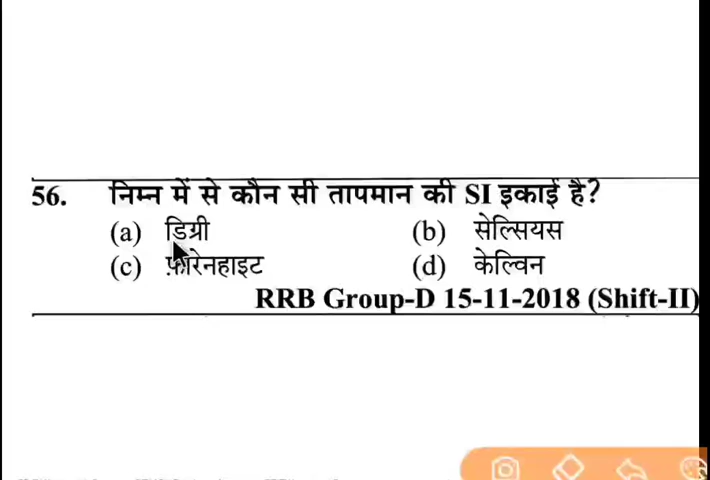 56. निम्न में से कौन सी तापमान की SI इकाई है?
(a) डिग्री (b) सेल्सियस
(c) फ़ारेनहाइट (d) केल्विन
RRB Group-D 15-11-2018 (Shift-II)